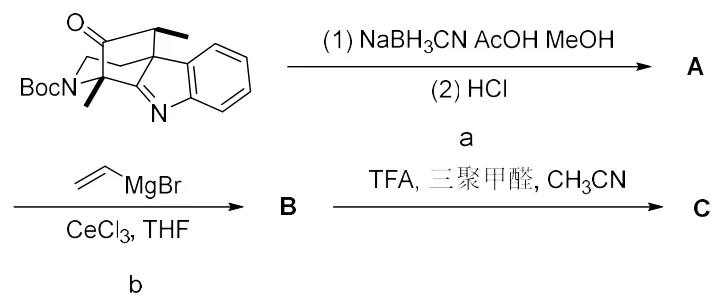 O
BocN
N
(1) NaBH3CN AcOH MeOH
(2) HCl
a
A
MgBr
CeCl3, THF
b
B
TFA, 三聚甲醛, CH3CN
C